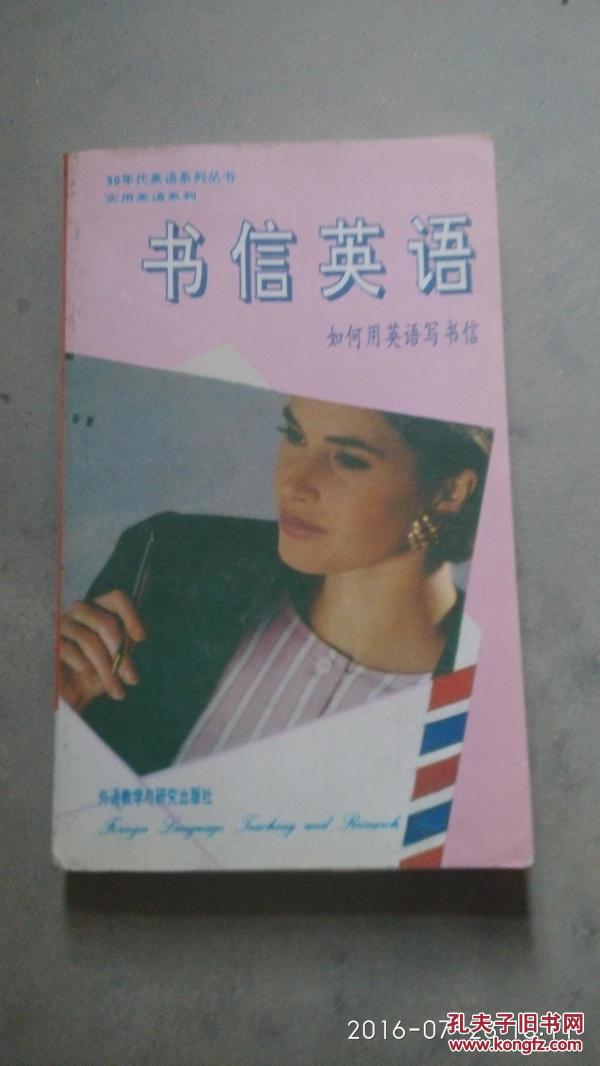 90年代英语系列丛书
实用英语系列
书信英语
如何用英语写书信
外语教学与研究出版社
Foreign Language Teaching and Research
孔夫子旧书网
www.kongfz.com
2016-07